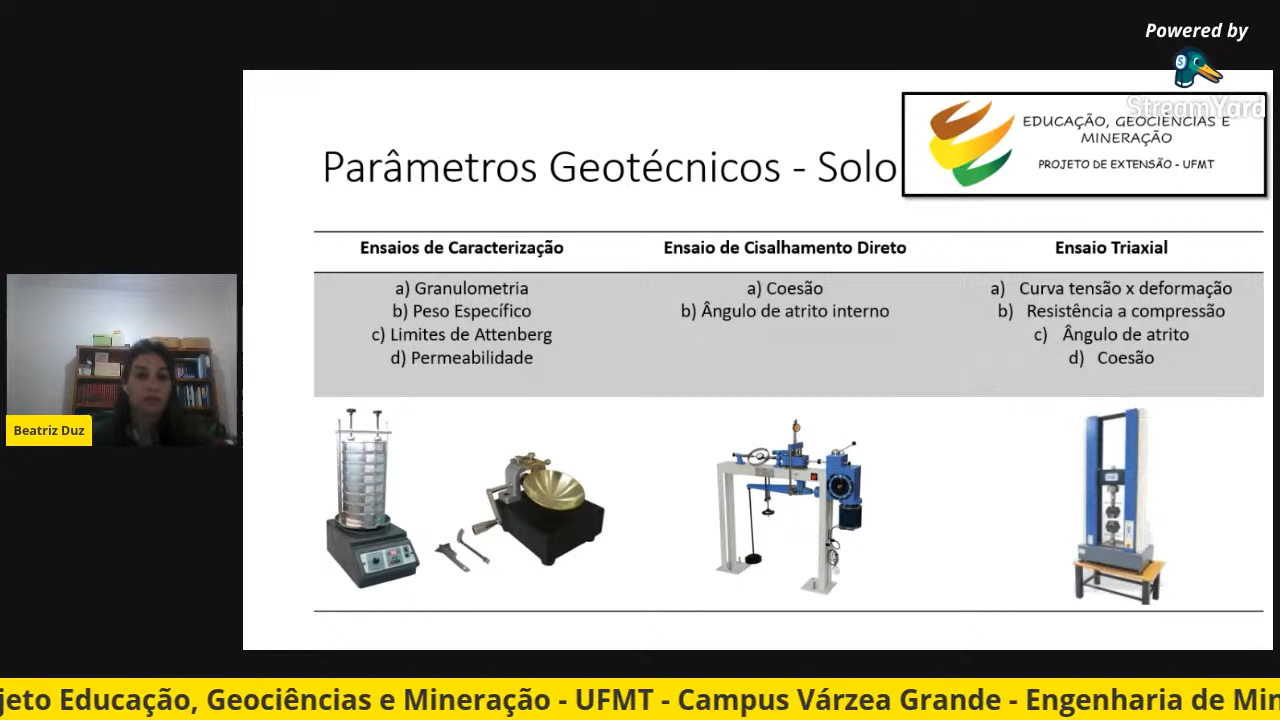 Powered by
StreamYard
EDUCAÇÃO, GEOCIÊNCIAS E
MINERAÇÃO
PROJETO DE EXTENSÃO - UFMT
Parâmetros Geotécnicos - Solo
Ensaios de Caracterização
Ensaio de Cisalhamento Direto
Ensaio Triaxial
a) Granulometria
b) Peso Específico
c) Limites de Attenberg
d) Permeabilidade
a) Coesão
b) Ângulo de atrito interno
a) Curva tensão x deformação
b) Resistência a compressão
c) Ângulo de atrito
d) Coesão
Beatriz Duz
jeto Educação, Geociências e Mineração - UFMT - Campus Várzea Grande - Engenharia de Min